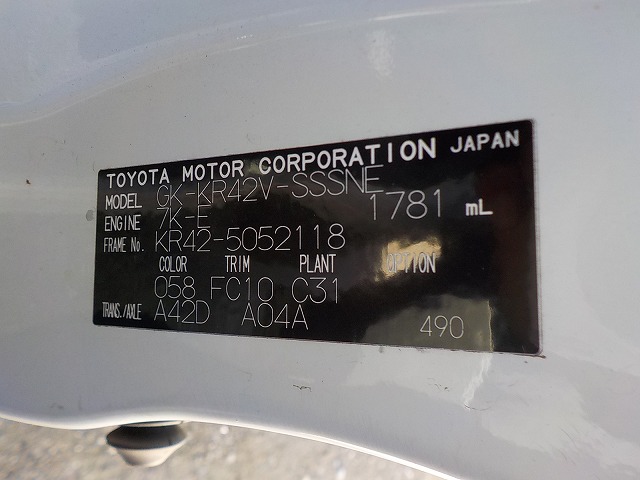 TOYOTA MOTOR CORPORATION JAPAN
MODEL GK-KR42V-SSSNE
ENGINE 7K-E 1781 mL
FRAME No. KR42-5052118
COLOR TRIM PLANT OPTION
058 FC10 C31
TRANS./AXLE A42D A04A
490